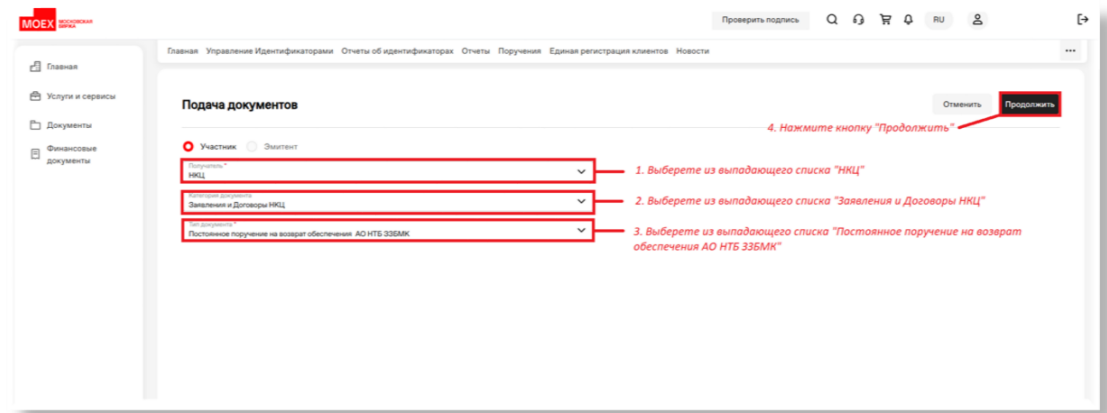 MOEX МОСКОВСКАЯ БИРЖА
Проверить подпись RU
Главная Управление Идентификаторами Отчеты об идентификаторах Отчеты Поручения Единая регистрация клиентов Новости
Главная
Услуги и сервисы
Документы
Финансовые
документы
Подача документов
Отменить Продолжить
4. Нажмите кнопку "Продолжить"
Участник Эмитент
Получатель *
НКЦ
1. Выберете из выпадающего списка "НКЦ"
Категория документа
Заявления и Договоры НКЦ
2. Выберете из выпадающего списка "Заявления и Договоры НКЦ"
Тип документа *
Постоянное поручение на возврат обеспечения АО НТБ ЗЗБМК
3. Выберете из выпадающего списка "Постоянное поручение на возврат
обеспечения АО НТБ ЗЗБМК"